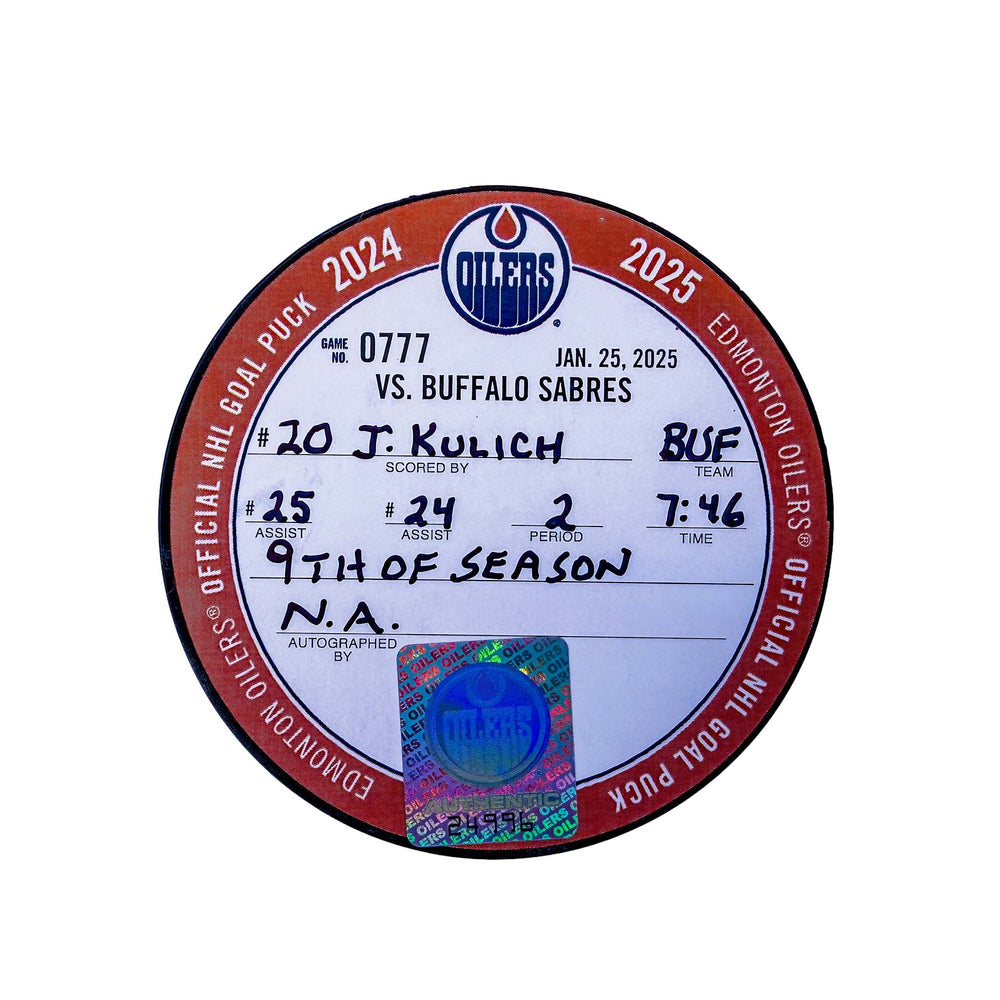 2024
2025
OFFICIAL NHL GOAL PUCK
EDMONTON OILERS®
EDMONTON OILERS®
OFFICIAL NHL GOAL PUCK
OILERS
GAME NO. 0777
JAN. 25, 2025
VS. BUFFALO SABRES
#20 J. KULICH BUF
SCORED BY TEAM
#25 #24 2 7:46
ASSIST ASSIST PERIOD TIME
9TH OF SEASON
N.A.
AUTOGRAPHED
BY
OILERS
AUTHENTIC
24996